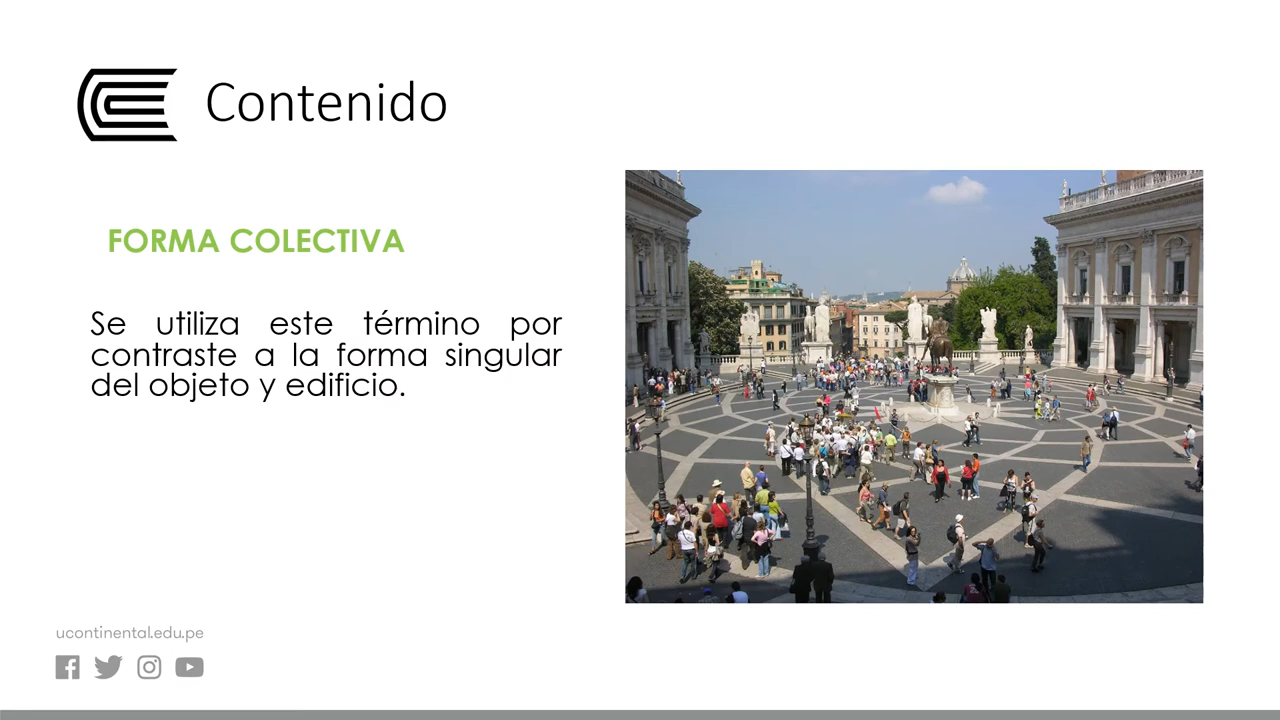 Contenido
FORMA COLECTIVA
Se utiliza este término por
contraste a la forma singular
del objeto y edificio.
ucontinental.edu.pe